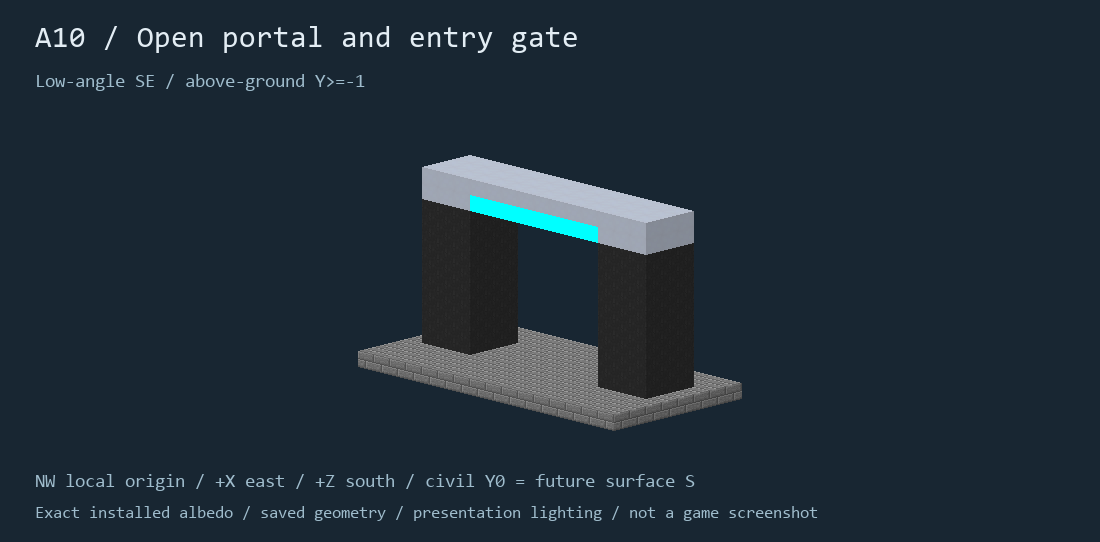 A10 / Open portal and entry gate
Low-angle SE / above-ground Y>=-1
NW local origin / +X east / +Z south / civil Y0 = future surface S
Exact installed albedo / saved geometry / presentation lighting / not a game screenshot